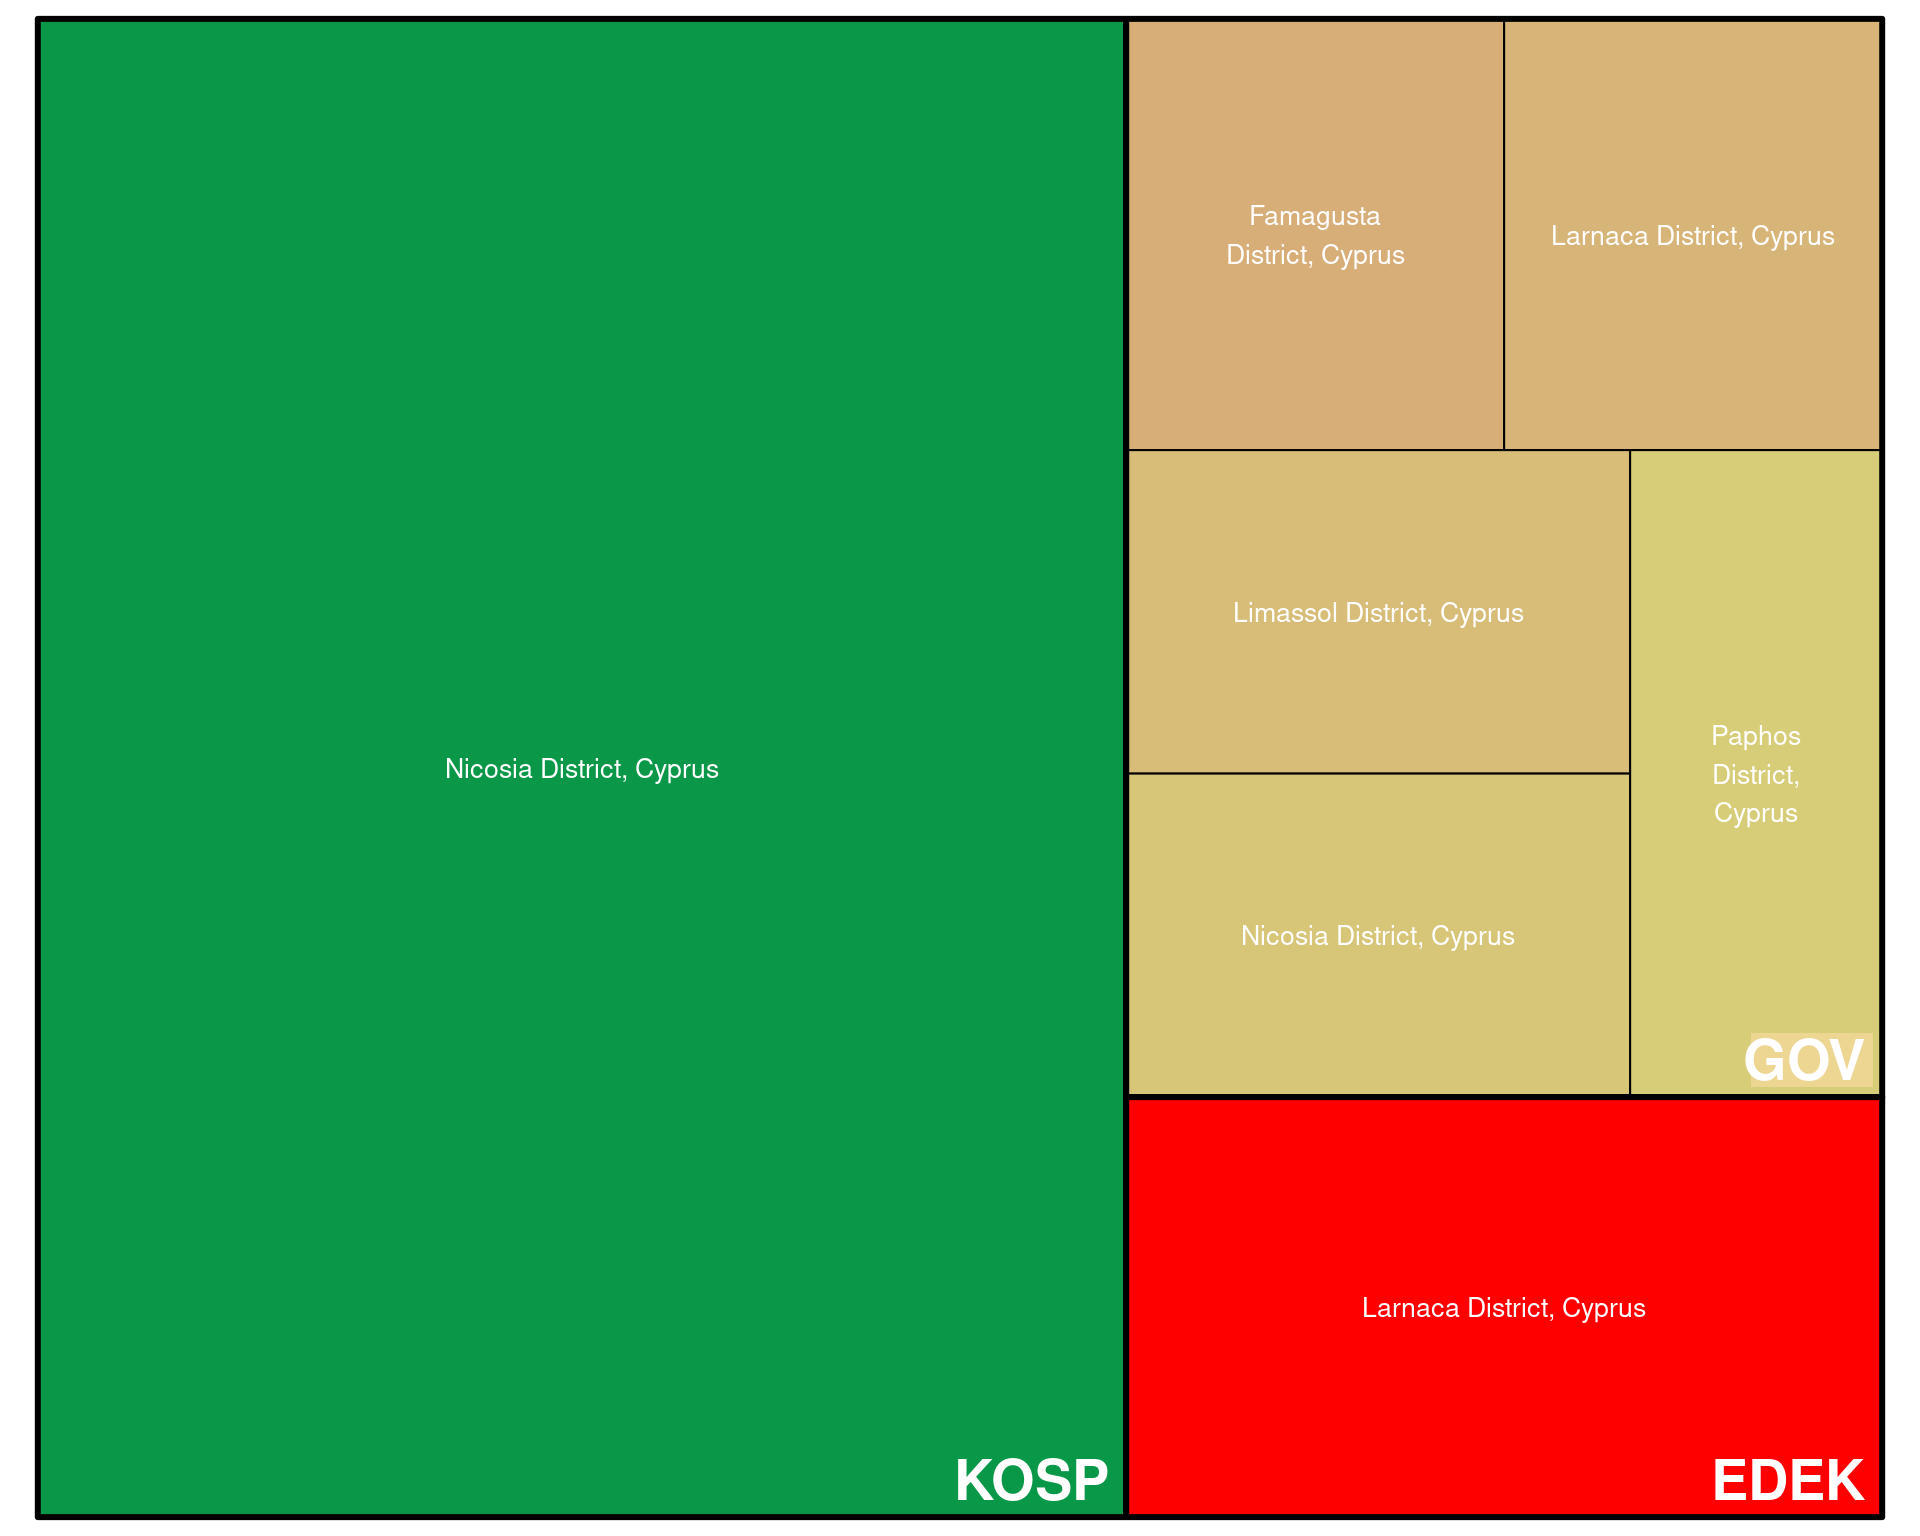 Nicosia District, Cyprus
KOSP
Famagusta
District, Cyprus
Larnaca District, Cyprus
Limassol District, Cyprus
Nicosia District, Cyprus
Paphos
District,
Cyprus
GOV
Larnaca District, Cyprus
EDEK